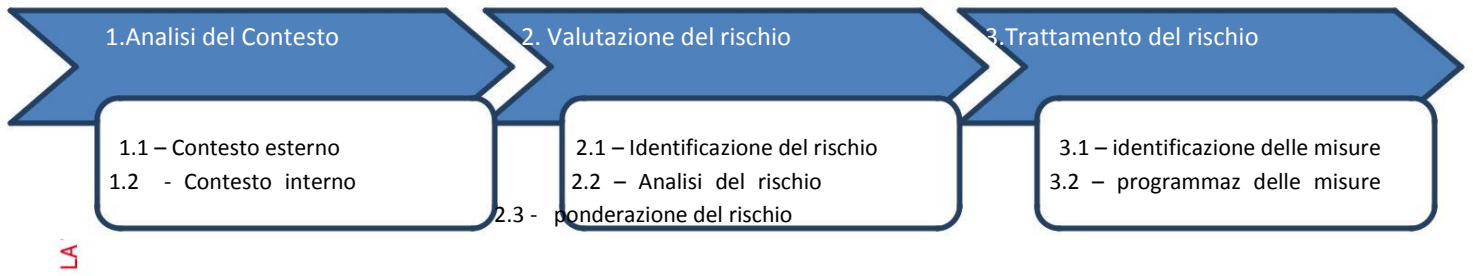 1.Analisi del Contesto
1.1 – Contesto esterno
1.2 - Contesto interno
2. Valutazione del rischio
2.1 – Identificazione del rischio
2.2 – Analisi del rischio
2.3 - ponderazione del rischio
3.Trattamento del rischio
3.1 – identificazione delle misure
3.2 – programmaz delle misure
LA